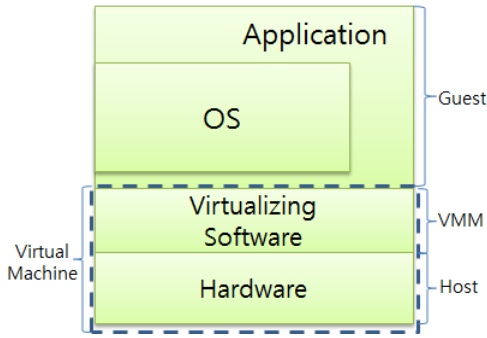 Application
OS
Guest
Virtualizing
Software
VMM
Virtual
Machine
Hardware
Host